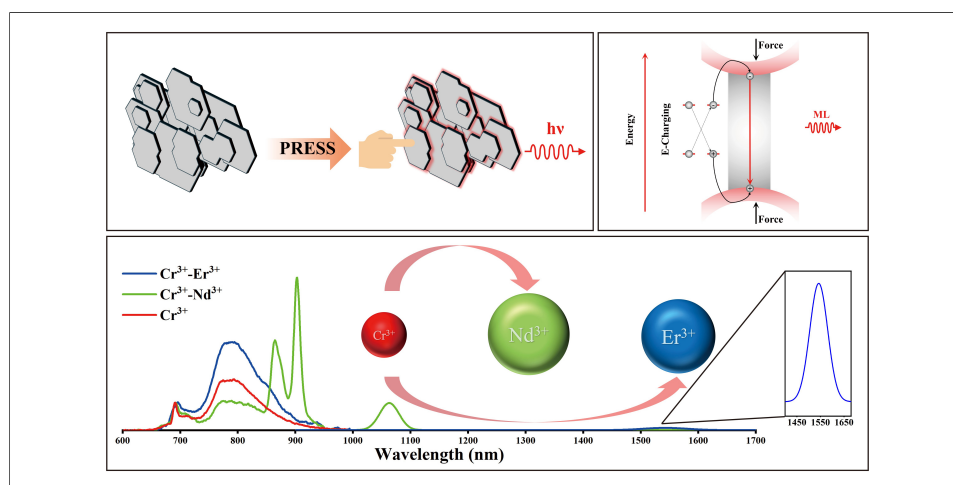 PRESS
hν
Force
Energy
E-Charging
ML
Force
Cr³⁺-Er³⁺
Cr³⁺-Nd³⁺
Cr³⁺
Cr³⁺
Nd³⁺
Er³⁺
1450 1550 1650
600 700 800 900 1000 1100 1200 1300 1400 1500 1600 1700
Wavelength (nm)